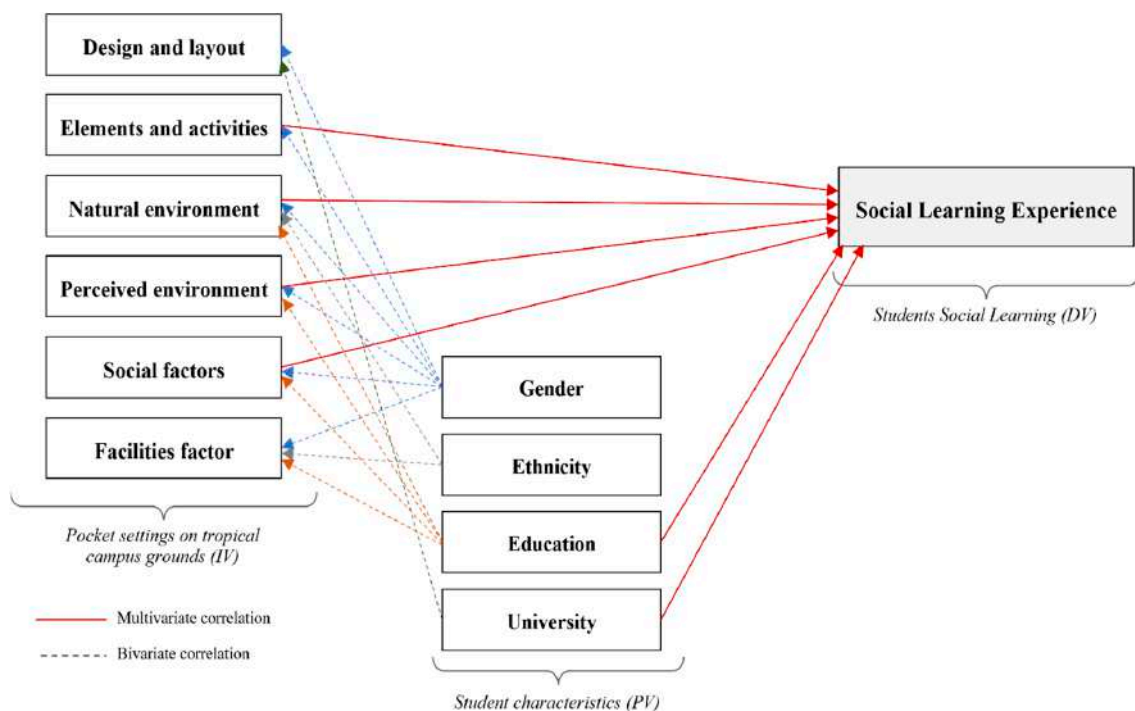 Design and layout
Elements and activities
Natural environment
Perceived environment
Social factors
Facilities factor
Pocket settings on tropical
campus grounds (IV)
Multivariate correlation
Bivariate correlation
Gender
Ethnicity
Education
University
Student characteristics (PV)
Social Learning Experience
Students Social Learning (DV)